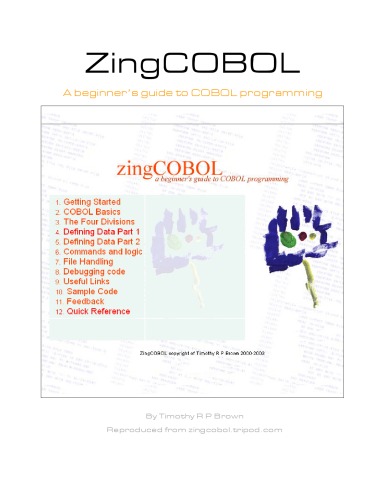 ZingCOBOL
A beginner's guide to COBOL programming
zingCOBOL
a beginner's guide to COBOL programming
1. Getting Started
2. COBOL Basics
3. The Four Divisions
4. Defining Data Part 1
5. Defining Data Part 2
6. Commands and logic
7. File Handling
8. Debugging code
9. Useful Links
10. Sample Code
11. Feedback
12. Quick Reference
ZingCOBOL copyright of Timothy R P Brown 2000-2003
By Timothy R P Brown
Reproduced from zingcobol.tripod.com